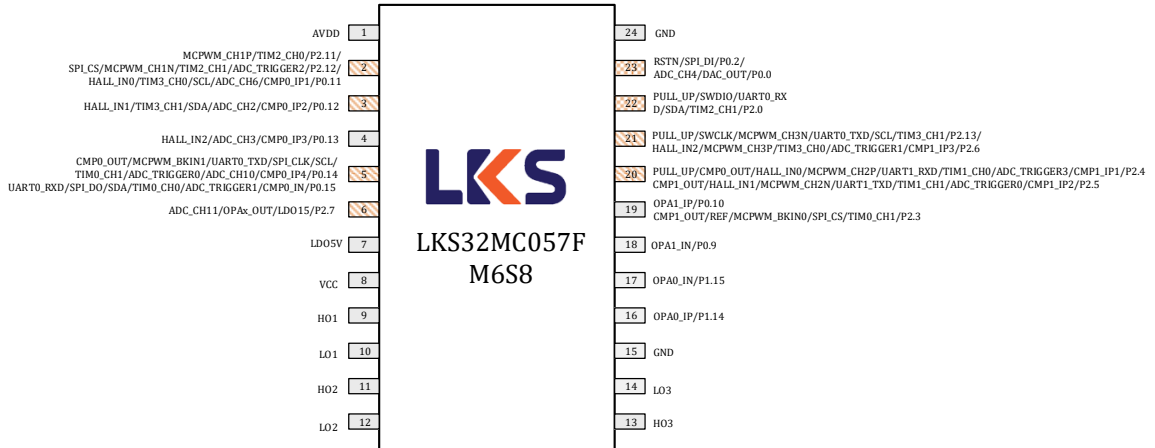 AVDD 1
MCPWM_CH1P/TIM2_CH0/P2.11/
SPI_CS/MCPWM_CH1N/TIM2_CH1/ADC_TRIGGER2/P2.12/ 2
HALL_IN0/TIM3_CH0/SCL/ADC_CH6/CMP0_IP1/P0.11
HALL_IN1/TIM3_CH1/SDA/ADC_CH2/CMP0_IP2/P0.12 3
HALL_IN2/ADC_CH3/CMP0_IP3/P0.13 4
CMP0_OUT/MCPWM_BKIN1/UART0_TXD/SPI_CLK/SCL/
TIM0_CH1/ADC_TRIGGER0/ADC_CH10/CMP0_IP4/P0.14 5
UART0_RXD/SPI_DO/SDA/TIM0_CH0/ADC_TRIGGER1/CMP0_IN/P0.15
ADC_CH11/OPAx_OUT/LDO15/P2.7 6
LDO5V 7
VCC 8
HO1 9
LO1 10
HO2 11
LO2 12
LKS
LKS32MC057F
M6S8
24 GND
RSTN/SPI_DI/P0.2/
23 ADC_CH4/DAC_OUT/P0.0
PULL_UP/SWDIO/UART0_RX
22 D/SDA/TIM2_CH1/P2.0
21 PULL_UP/SWCLK/MCPWM_CH3N/UART0_TXD/SCL/TIM3_CH1/P2.13/
HALL_IN2/MCPWM_CH3P/TIM3_CH0/ADC_TRIGGER1/CMP1_IP3/P2.6
20 PULL_UP/CMP0_OUT/HALL_IN0/MCPWM_CH2P/UART1_RXD/TIM1_CH0/ADC_TRIGGER3/CMP1_IP1/P2.4
CMP1_OUT/HALL_IN1/MCPWM_CH2N/UART1_TXD/TIM1_CH1/ADC_TRIGGER0/CMP1_IP2/P2.5
19 OPA1_IP/P0.10
CMP1_OUT/REF/MCPWM_BKIN0/SPI_CS/TIM0_CH1/P2.3
18 OPA1_IN/P0.9
17 OPA0_IN/P1.15
16 OPA0_IP/P1.14
15 GND
14 LO3
13 HO3